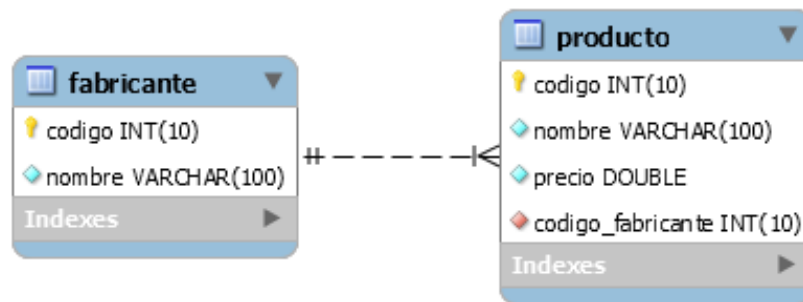 fabricante
codigo INT(10)
nombre VARCHAR(100)
Indexes
producto
codigo INT(10)
nombre VARCHAR(100)
precio DOUBLE
codigo_fabricante INT(10)
Indexes